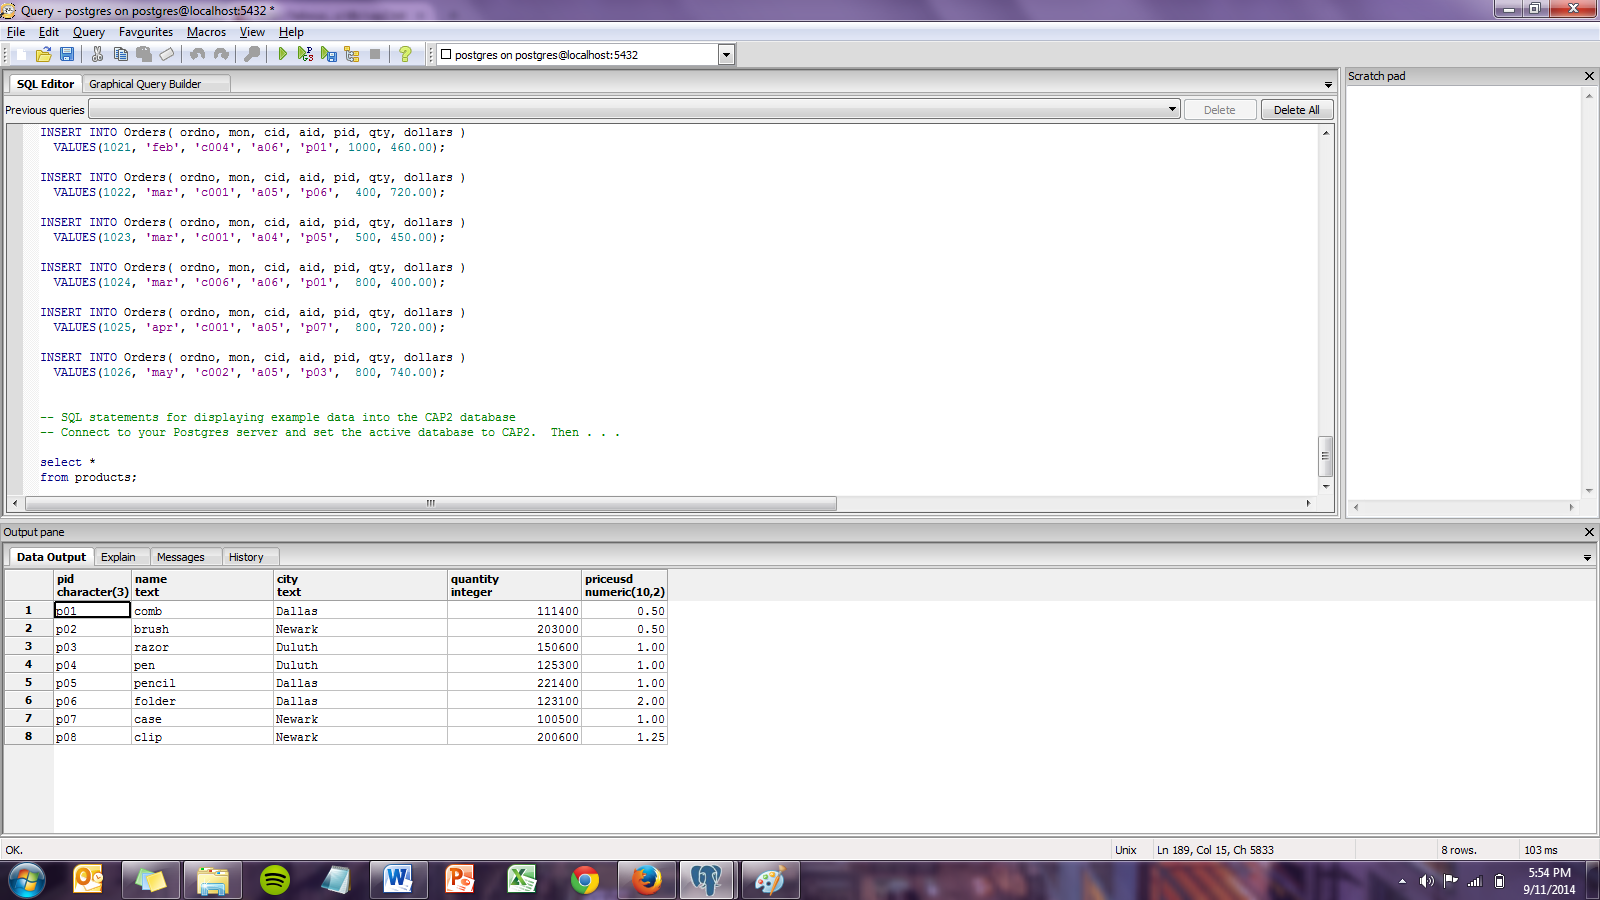 Query - postgres on postgres@localhost:5432 *
File Edit Query Favourites Macros View Help
postgres on postgres@localhost:5432
SQL Editor Graphical Query Builder
Previous queries Delete Delete All
INSERT INTO Orders( ordno, mon, cid, aid, pid, qty, dollars )
VALUES(1021, 'feb', 'c004', 'a06', 'p01', 1000, 460.00);
INSERT INTO Orders( ordno, mon, cid, aid, pid, qty, dollars )
VALUES(1022, 'mar', 'c001', 'a05', 'p06',  400, 720.00);
INSERT INTO Orders( ordno, mon, cid, aid, pid, qty, dollars )
VALUES(1023, 'mar', 'c001', 'a04', 'p05',  500, 450.00);
INSERT INTO Orders( ordno, mon, cid, aid, pid, qty, dollars )
VALUES(1024, 'mar', 'c006', 'a06', 'p01',  800, 400.00);
INSERT INTO Orders( ordno, mon, cid, aid, pid, qty, dollars )
VALUES(1025, 'apr', 'c001', 'a05', 'p07',  800, 720.00);
INSERT INTO Orders( ordno, mon, cid, aid, pid, qty, dollars )
VALUES(1026, 'may', 'c002', 'a05', 'p03',  800, 740.00);
-- SQL statements for displaying example data into the CAP2 database
-- Connect to your Postgres server and set the active database to CAP2.  Then . . .
select *
from products;
Scratch pad
Output pane
Data Output Explain Messages History
pid name city quantity priceusd
character(3) text text integer numeric(10,2)
1 p01 comb Dallas 111400 0.50
2 p02 brush Newark 203000 0.50
3 p03 razor Duluth 150600 1.00
4 p04 pen Duluth 125300 1.00
5 p05 pencil Dallas 221400 1.00
6 p06 folder Dallas 123100 2.00
7 p07 case Newark 100500 1.00
8 p08 clip Newark 200600 1.25
OK. Unix Ln 189, Col 15, Ch 5833 8 rows. 103 ms
5:54 PM
9/11/2014